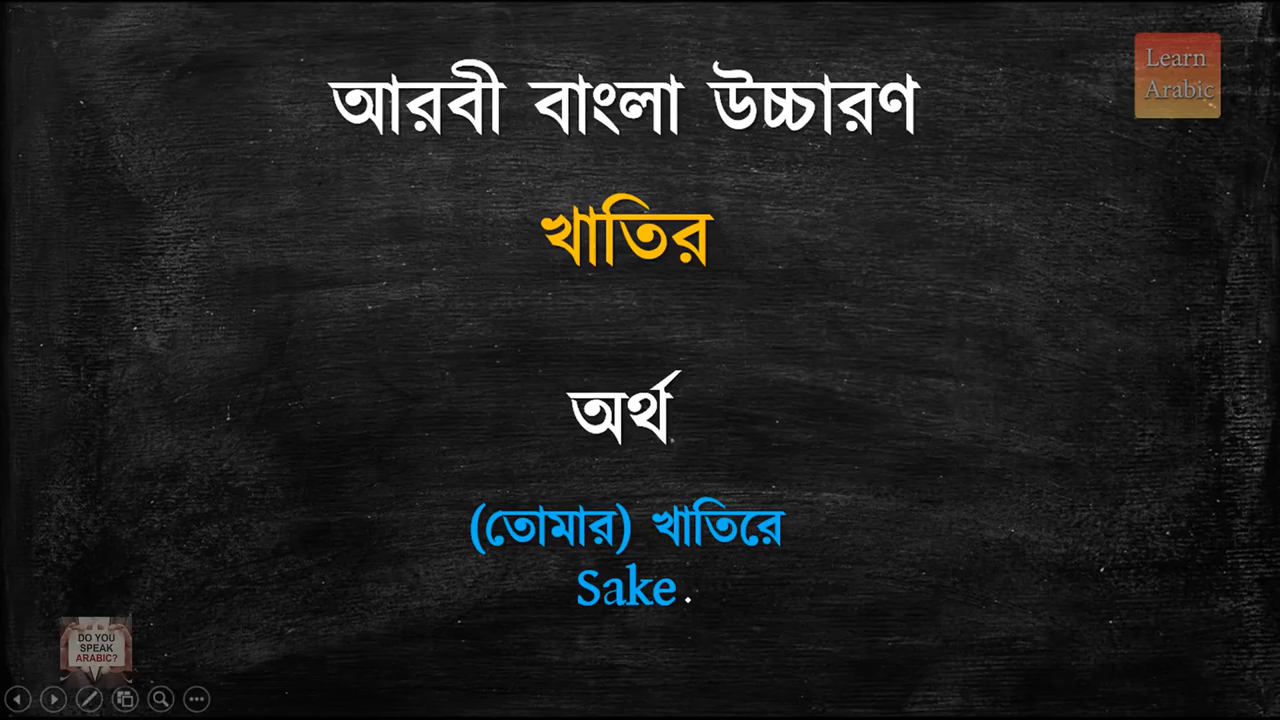 আরবী বাংলা উচ্চারণ
Learn
Arabic
খাতির
অর্থ
(তোমার) খাতিরে
Sake.
DO YOU
SPEAK
ARABIC?